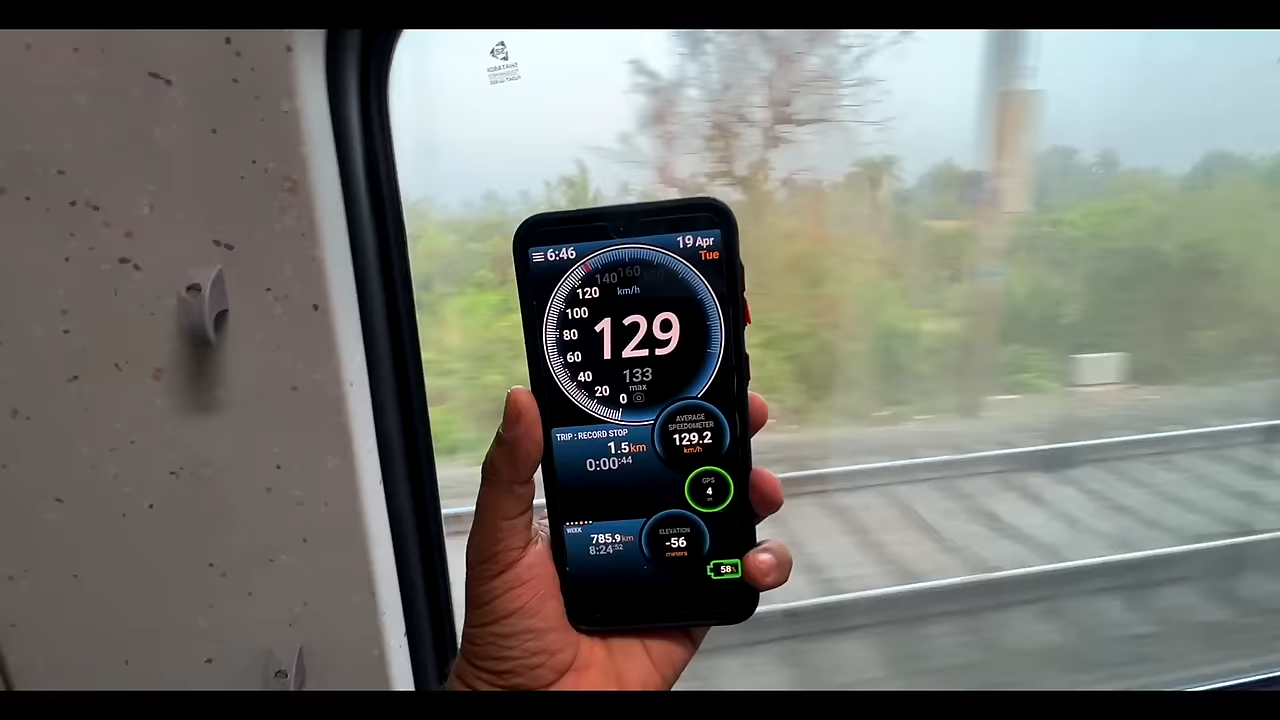 6:46
19 Apr
Tue
140 160
km/h
120
100
129
80
60
133
max
40
20
0
AVERAGE
SPEEDOMETER
129.2
km/h
TRIP : RECORD STOP
1.5 km
0:00:44
GPS
4
m
WEEK
785.9 km
8:24:52
ELEVATION
-56
meters
58%